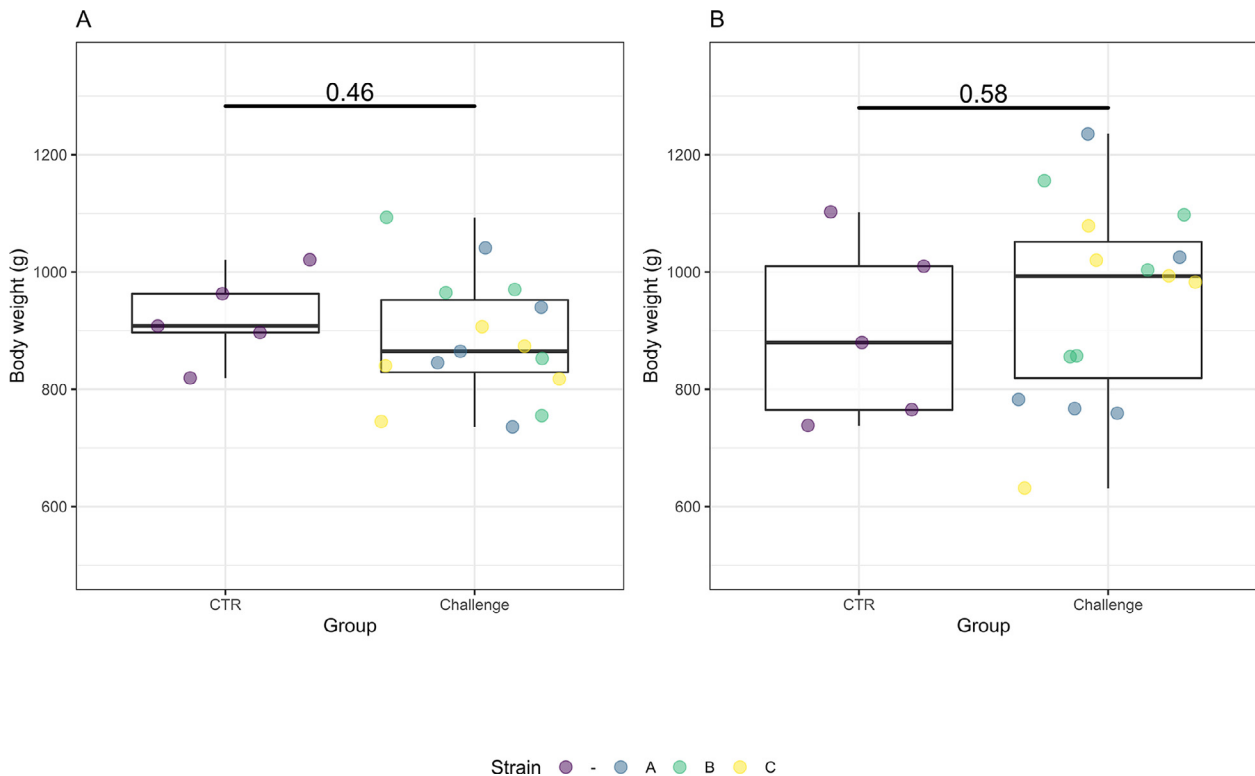 A
0.46
1200
1000
800
600
Body weight (g)
CTR Challenge
Group
B
0.58
1200
1000
800
600
Body weight (g)
CTR Challenge
Group
Strain - A B C